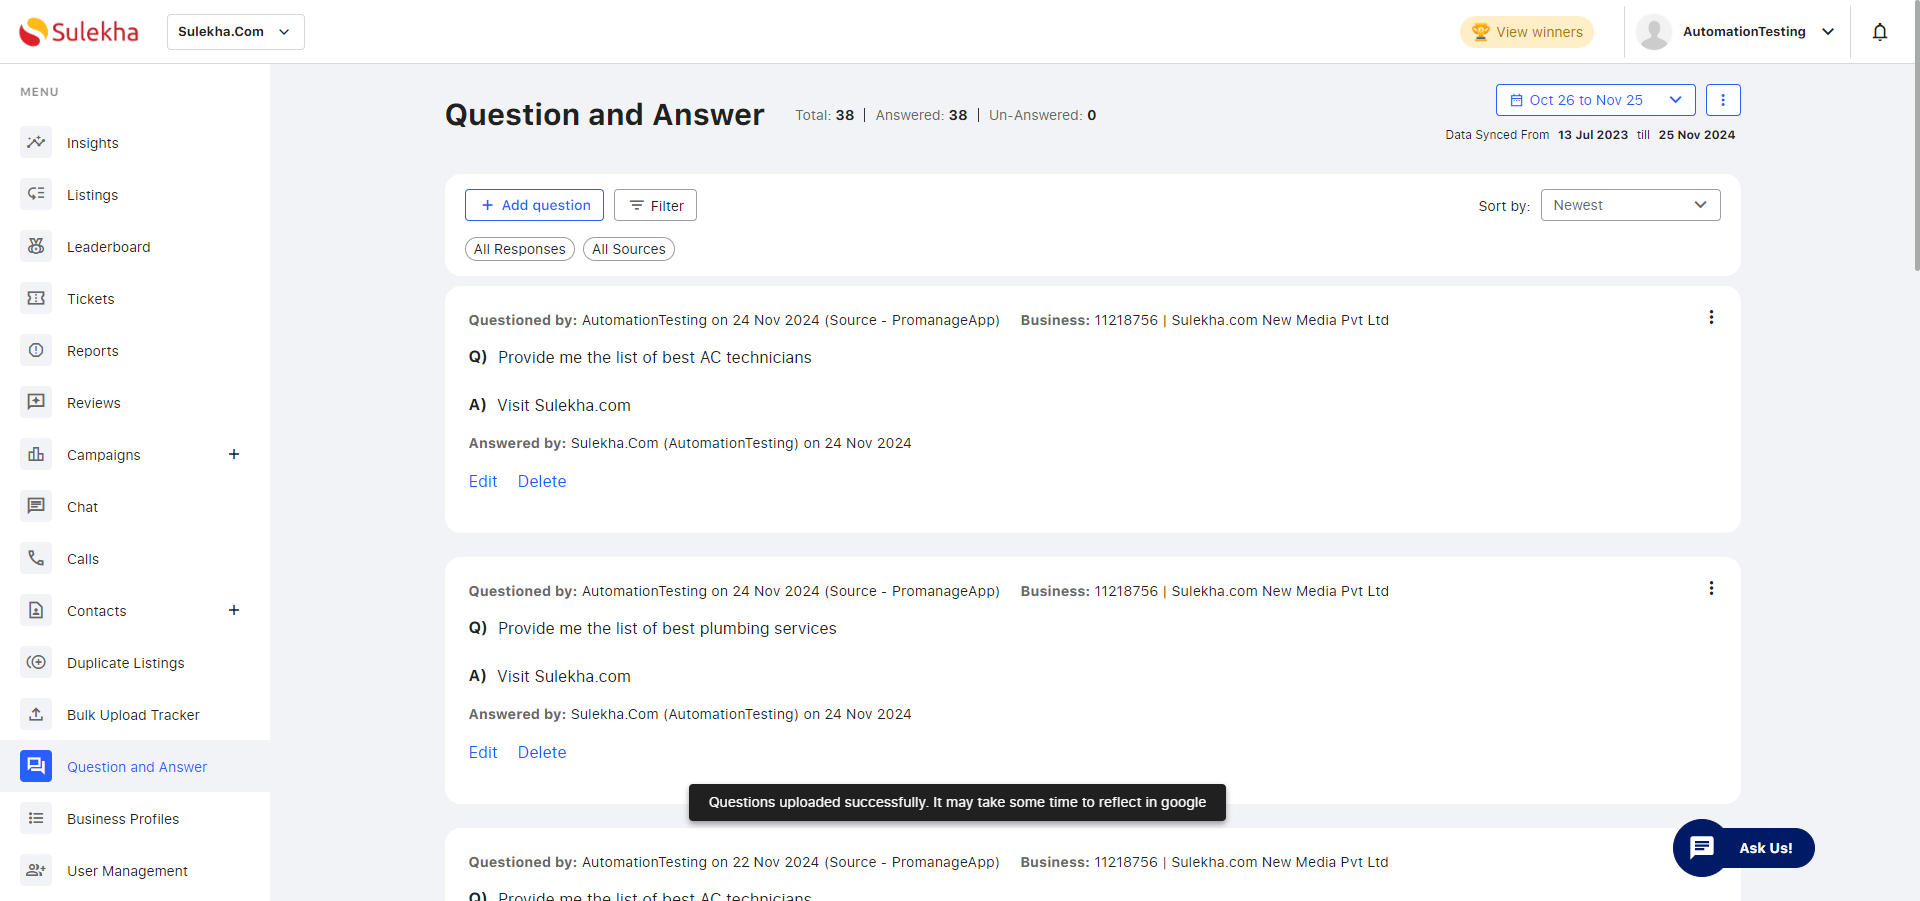 Sulekha
Sulekha.Com
View winners
AutomationTesting
MENU
Insights
Listings
Leaderboard
Tickets
Reports
Reviews
Campaigns +
Chat
Calls
Contacts +
Duplicate Listings
Bulk Upload Tracker
Question and Answer
Business Profiles
User Management
Question and Answer
Total: 38 | Answered: 38 | Un-Answered: 0
Oct 26 to Nov 25
Data Synced From 13 Jul 2023 till 25 Nov 2024
+ Add question
Filter
Sort by: Newest
All Responses
All Sources
Questioned by: AutomationTesting on 24 Nov 2024 (Source - PromanageApp) Business: 11218756 | Sulekha.com New Media Pvt Ltd
Q) Provide me the list of best AC technicians
A) Visit Sulekha.com
Answered by: Sulekha.Com (AutomationTesting) on 24 Nov 2024
Edit Delete
Questioned by: AutomationTesting on 24 Nov 2024 (Source - PromanageApp) Business: 11218756 | Sulekha.com New Media Pvt Ltd
Q) Provide me the list of best plumbing services
A) Visit Sulekha.com
Answered by: Sulekha.Com (AutomationTesting) on 24 Nov 2024
Edit Delete
Questions uploaded successfully. It may take some time to reflect in google
Questioned by: AutomationTesting on 22 Nov 2024 (Source - PromanageApp) Business: 11218756 | Sulekha.com New Media Pvt Ltd
Q) Provide me the list of best AC technicians
Ask Us!